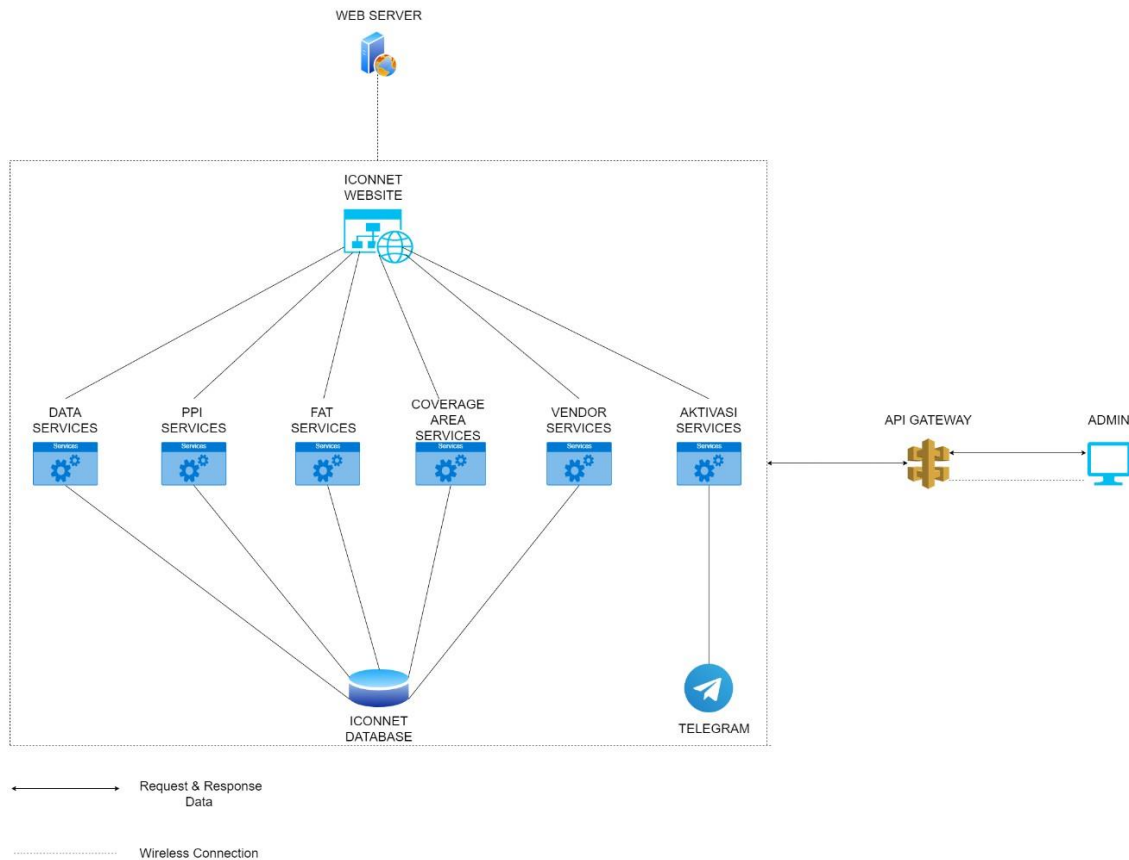 WEB SERVER
ICONNET
WEBSITE
DATA
SERVICES
PPI
SERVICES
FAT
SERVICES
COVERAGE
AREA
SERVICES
VENDOR
SERVICES
AKTIVASI
SERVICES
Services
Services
Services
Services
Services
Services
API GATEWAY
ADMIN
ICONNET
DATABASE
TELEGRAM
Request & Response
Data
Wireless Connection